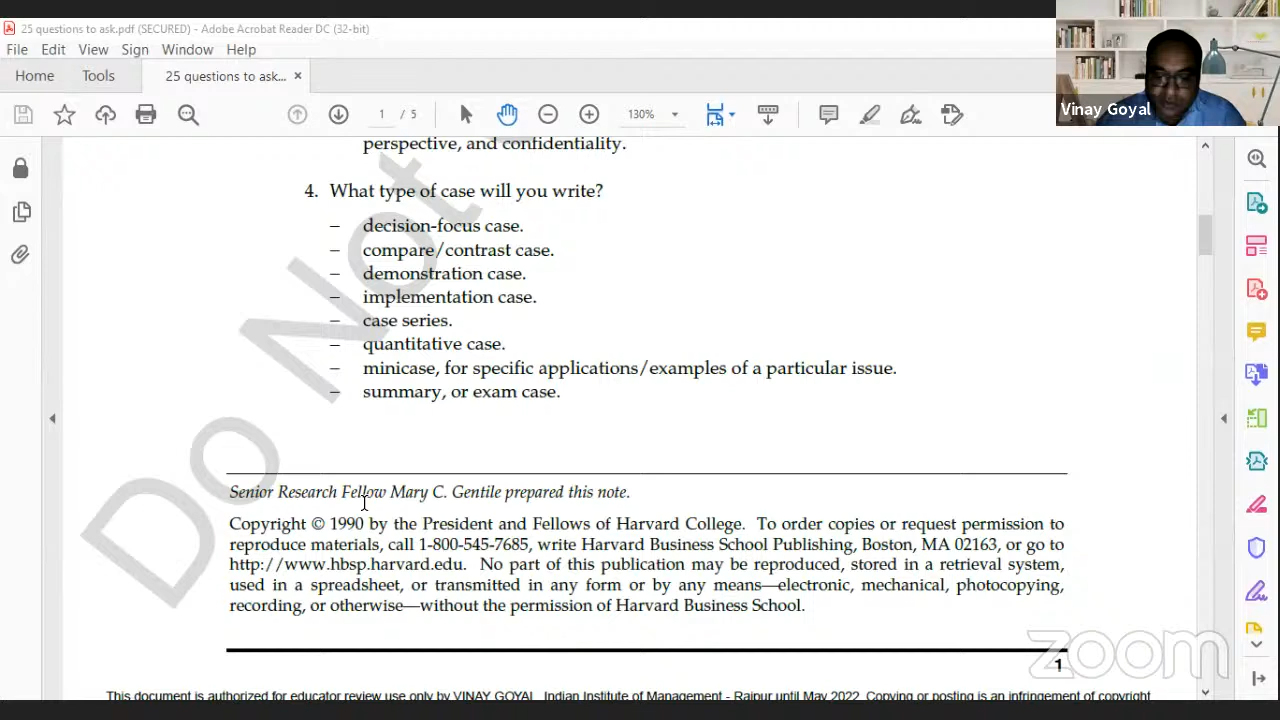 25 questions to ask.pdf (SECURED) - Adobe Acrobat Reader DC (32-bit)
File Edit View Sign Window Help
Home Tools 25 questions to ask... ×
1 / 5 130%
Vinay Goyal
perspective, and confidentiality.
4. What type of case will you write?
– decision-focus case.
– compare/contrast case.
– demonstration case.
– implementation case.
– case series.
– quantitative case.
– minicase, for specific applications/examples of a particular issue.
– summary, or exam case.
Do Not
Senior Research Fellow Mary C. Gentile prepared this note.
Copyright © 1990 by the President and Fellows of Harvard College. To order copies or request permission to
reproduce materials, call 1-800-545-7685, write Harvard Business School Publishing, Boston, MA 02163, or go to
http://www.hbsp.harvard.edu. No part of this publication may be reproduced, stored in a retrieval system,
used in a spreadsheet, or transmitted in any form or by any means—electronic, mechanical, photocopying,
recording, or otherwise—without the permission of Harvard Business School.
zoom
1
This document is authorized for educator review use only by VINAY GOYAL, Indian Institute of Management - Raipur until May 2022. Copying or posting is an infringement of copyright